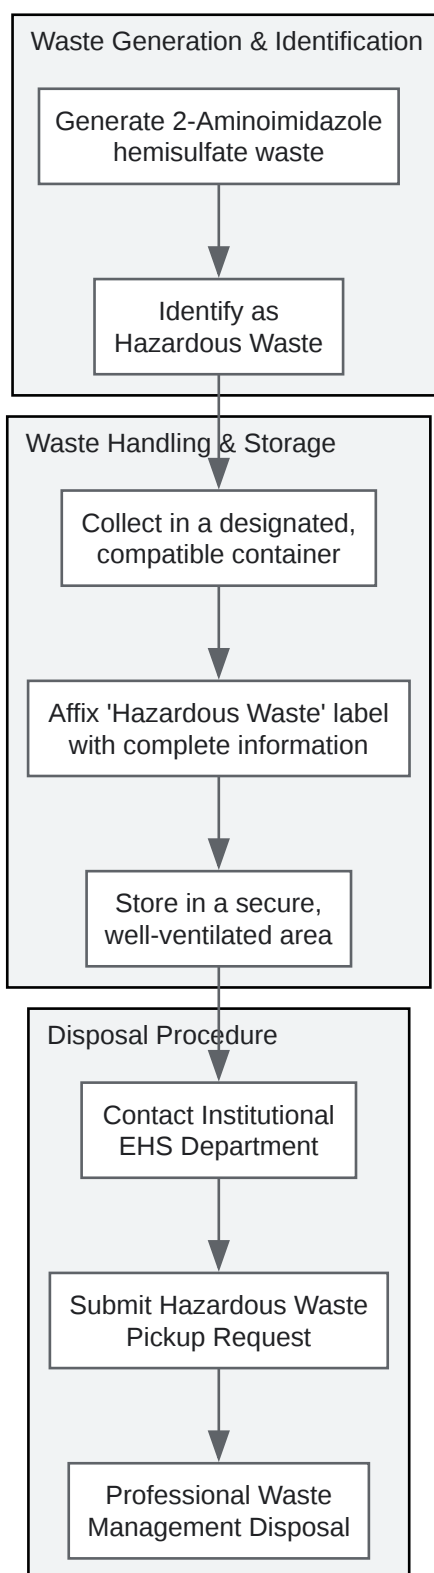 Waste Generation & Identification
Generate 2-Aminoimidazole
hemisulfate waste
Identify as
Hazardous Waste
Waste Handling & Storage
Collect in a designated,
compatible container
Affix 'Hazardous Waste' label
with complete information
Store in a secure,
well-ventilated area
Disposal Procedure
Contact Institutional
EHS Department
Submit Hazardous Waste
Pickup Request
Professional Waste
Management Disposal